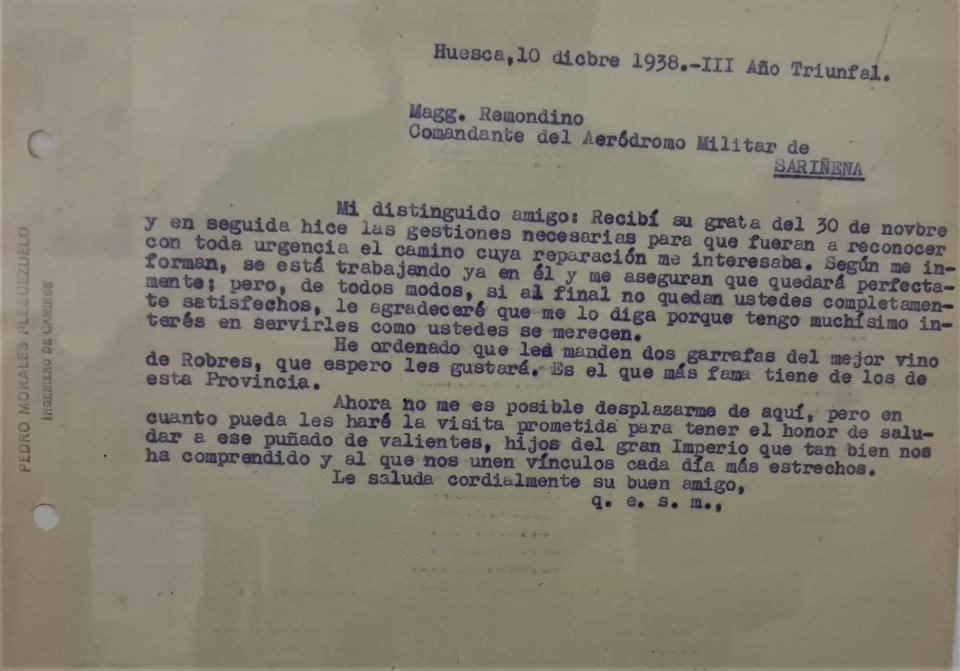 Huesca,10 dicbre 1938.-III Año Triunfal.
Magg. Remondino
Comandante del Aeródromo Militar de
SARIÑENA
Mi distinguido amigo: Recibí su grata del 30 de novbre
y en seguida hice las gestiones necesarias para que fueran a reconocer
con toda urgencia el camino cuya reparación me interesaba. Según me in-
forman, se está trabajando ya en él y me aseguran que quedará perfecta-
mente; pero, de todos modos, si al final no quedan ustedes completamen-
te satisfechos, le agradeceré que me lo diga porque tengo muchísimo in-
terés en servirles como ustedes se merecen.
He ordenado que les manden dos garrafas del mejor vino
de Robres, que espero les gustará. Es el que más fama tiene de los de
esta Provincia.
Ahora no me es posible desplazarme de aquí, pero en
cuanto pueda les haré la visita prometida para tener el honor de salu-
dar a ese puñado de valientes, hijos del gran Imperio que tan bien nos
ha comprendido y al que nos unen vínculos cada día más estrechos.
Le saluda cordialmente su buen amigo,
q. e. s. m.,
PEDRO MORALES PLEGUEZUELO
INGENIERO DE CAMINOS